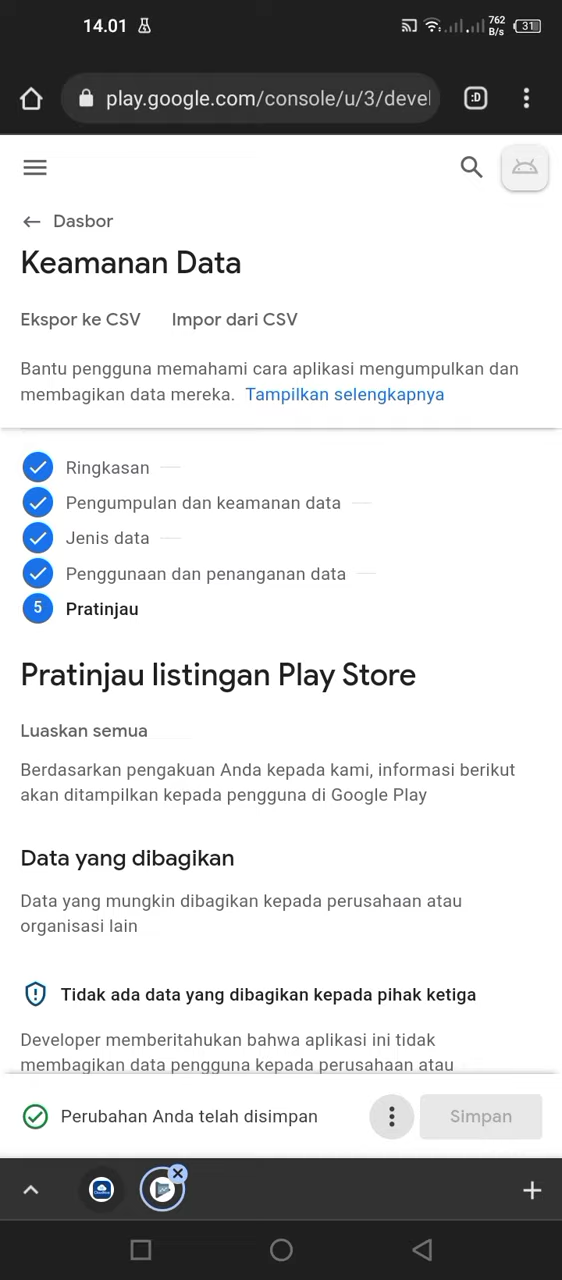 14.01
762
B/s
31
play.google.com/console/u/3/devel
:D
Dasbor
Keamanan Data
Ekspor ke CSV Impor dari CSV
Bantu pengguna memahami cara aplikasi mengumpulkan dan
membagikan data mereka. Tampilkan selengkapnya
Ringkasan
Pengumpulan dan keamanan data
Jenis data
Penggunaan dan penanganan data
5 Pratinjau
Pratinjau listingan Play Store
Luaskan semua
Berdasarkan pengakuan Anda kepada kami, informasi berikut
akan ditampilkan kepada pengguna di Google Play
Data yang dibagikan
Data yang mungkin dibagikan kepada perusahaan atau
organisasi lain
Tidak ada data yang dibagikan kepada pihak ketiga
Developer memberitahukan bahwa aplikasi ini tidak
membagikan data pengguna kepada perusahaan atau
Perubahan Anda telah disimpan
Simpan